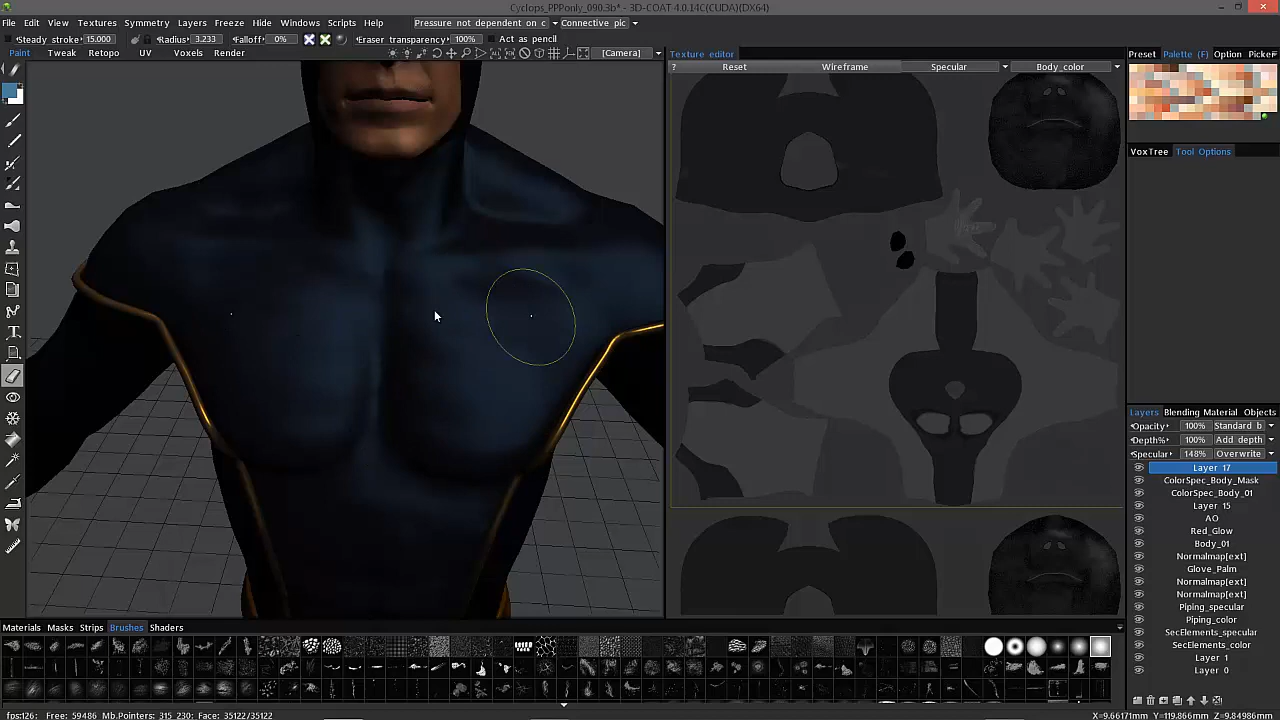 Cyclops_PPPonly_090.3b* - 3D-COAT 4.0.14C(CUDA)(DX64)
File Edit View Textures Symmetry Layers Freeze Hide Windows Scripts Help Pressure not dependent on c Connective pic
Steady stroke 15.000 Radius 3.233 Falloff 0% Eraser transparency 100% Act as pencil
Paint Tweak Retopo UV Voxels Render [Camera]
Texture editor
Preset Palette (F) Option Picker
? Reset Wireframe Specular Body_color
VoxTree Tool Options
Layers Blending Material Objects
Opacity 100% Standard b
Depth% 100% Add depth
Specular 148% Overwrite
Layer 17
ColorSpec_Body_Mask
ColorSpec_Body_01
Layer 15
AO
Red_Glow
Body_01
Normalmap[ext]
Glove_Palm
Normalmap[ext]
Normalmap[ext]
Piping_specular
Piping_color
SecElements_specular
SecElements_color
Layer 1
Layer 0
Materials Masks Strips Brushes Shaders
fps:126; Free: 59486 Mb.Pointers: 315 230; Face: 35122/35122
X=9.66171mm Y=119.866mm Z=9.84986mm